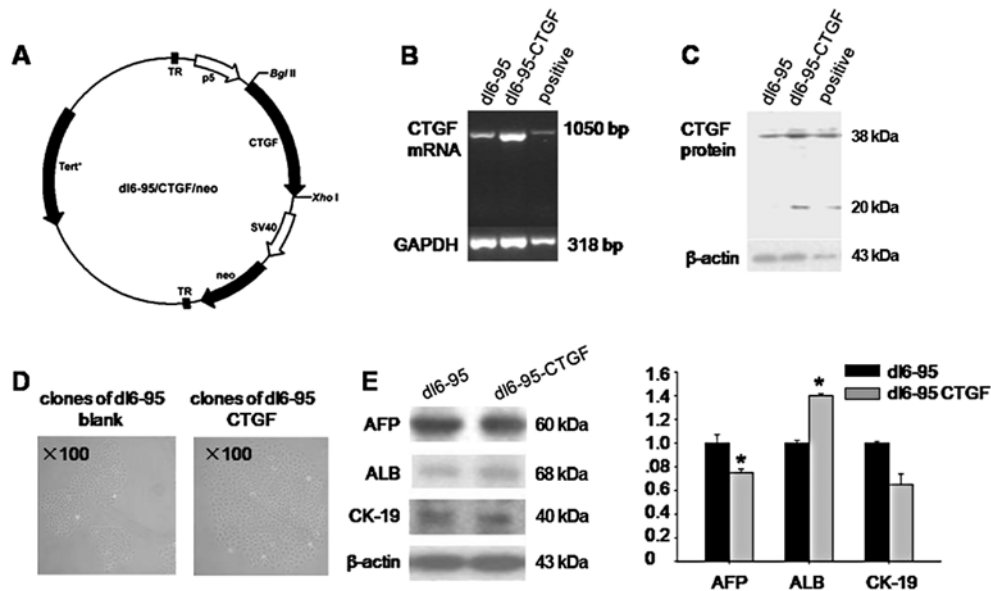 A
TR
p5
Bgl II
CTGF
Xho I
SV40
neo
TR
Tert*
dl6-95/CTGF/neo
B
dl6-95
dl6-95-CTGF
positive
CTGF
mRNA
1050 bp
GAPDH
318 bp
C
dl6-95
dl6-95-CTGF
positive
CTGF
protein
38 kDa
20 kDa
β-actin
43 kDa
D
clones of dl6-95
blank
clones of dl6-95
CTGF
×100
×100
E
dl6-95
dl6-95-CTGF
AFP
60 kDa
ALB
68 kDa
CK-19
40 kDa
β-actin
43 kDa
dl6-95
dl6-95 CTGF
1.6
1.4
1.2
1.0
0.08
0.6
0.4
0.2
0
*
*
AFP
ALB
CK-19